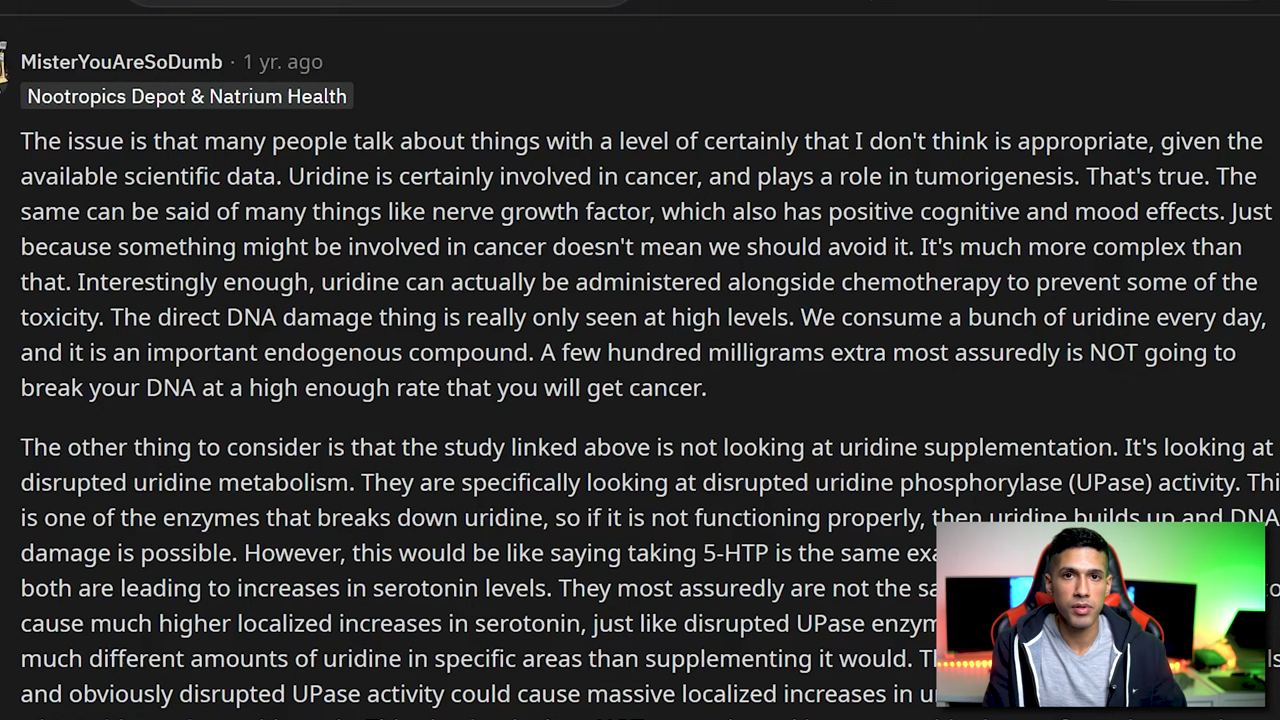 MisterYouAreSoDumb · 1 yr. ago
Nootropics Depot & Natrium Health
The issue is that many people talk about things with a level of certainly that I don't think is appropriate, given the
available scientific data. Uridine is certainly involved in cancer, and plays a role in tumorigenesis. That's true. The
same can be said of many things like nerve growth factor, which also has positive cognitive and mood effects. Just
because something might be involved in cancer doesn't mean we should avoid it. It's much more complex than
that. Interestingly enough, uridine can actually be administered alongside chemotherapy to prevent some of the
toxicity. The direct DNA damage thing is really only seen at high levels. We consume a bunch of uridine every day,
and it is an important endogenous compound. A few hundred milligrams extra most assuredly is NOT going to
break your DNA at a high enough rate that you will get cancer.
The other thing to consider is that the study linked above is not looking at uridine supplementation. It's looking at
disrupted uridine metabolism. They are specifically looking at disrupted uridine phosphorylase (UPase) activity.
is one of the enzymes that breaks down uridine, so if it is not functioning properly, then uridine builds up and DNA
damage is possible. However, this would be like saying taking 5-HTP is the same
both are leading to increases in serotonin levels. They most assuredly are not the
cause much higher localized increases in serotonin, just like disrupted UPase
much different amounts of uridine in specific areas than supplementing it would.
and obviously disrupted UPase activity could cause massive localized increases in